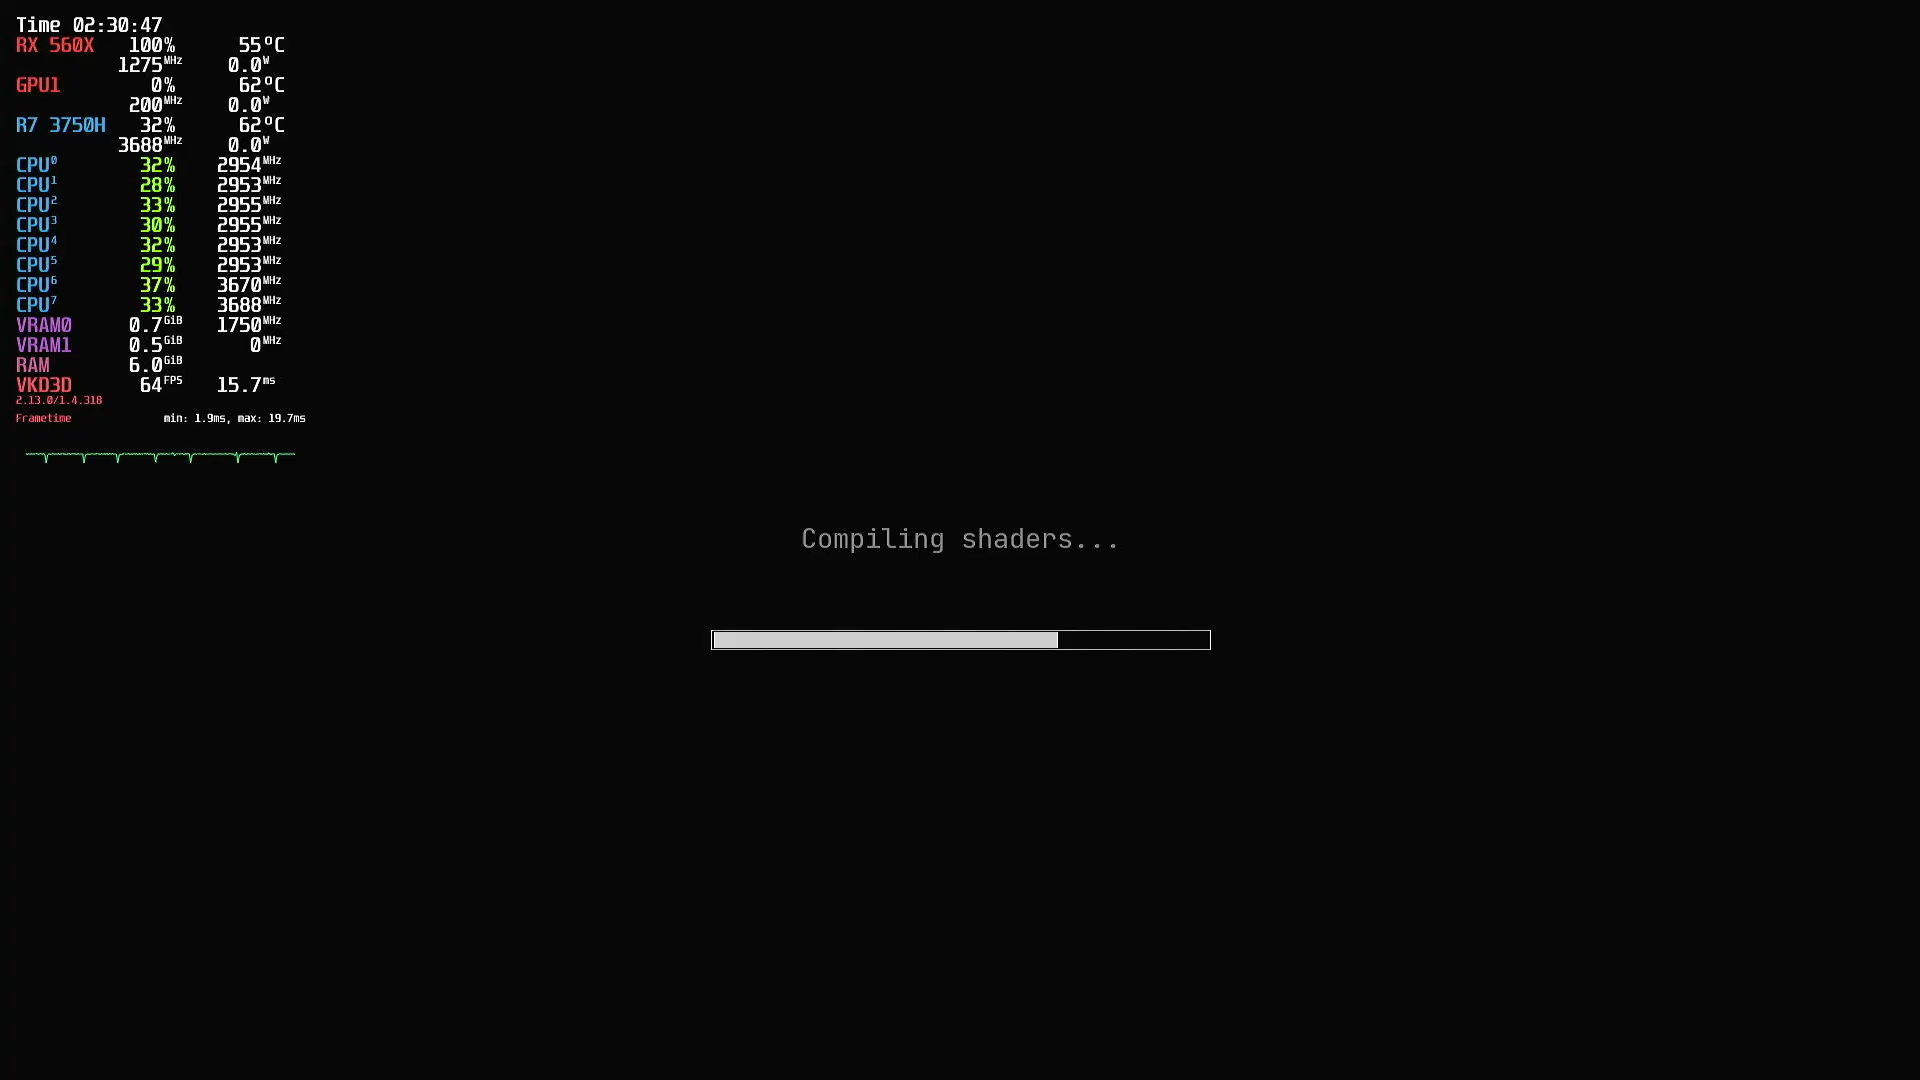 Time 02:30:47
RX 560X 100% 55°C
1275MHz 0.0W
GPU1 0% 62°C
200MHz 0.0W
R7 3750H 32% 62°C
3688MHz 0.0W
CPU0 32% 2954MHz
CPU1 28% 2953MHz
CPU2 33% 2955MHz
CPU3 30% 2955MHz
CPU4 32% 2953MHz
CPU5 29% 2953MHz
CPU6 37% 3670MHz
CPU7 33% 3688MHz
VRAM0 0.7GiB 1750MHz
VRAM1 0.5GiB 0MHz
RAM 6.0GiB
VKD3D 64FPS 15.7ms
2.13.0/1.4.318
Frametime min: 1.9ms, max: 19.7ms
Compiling shaders...